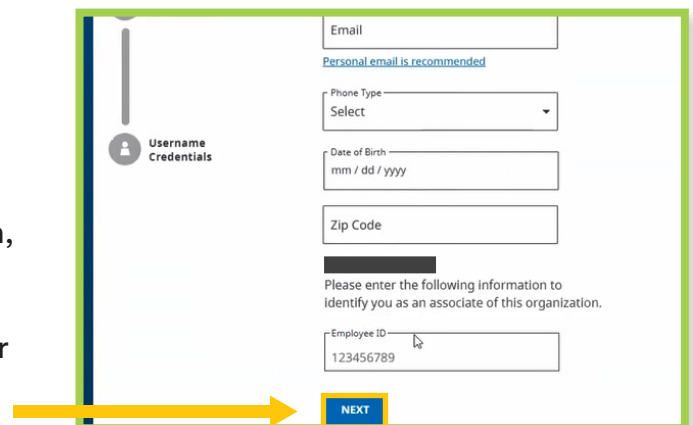 Email
Personal email is recommended
Phone Type
Select
Username
Credentials
Date of Birth
mm / dd / yyyy
Zip Code
Please enter the following information to
identify you as an associate of this organization.
Employee ID
123456789
NEXT